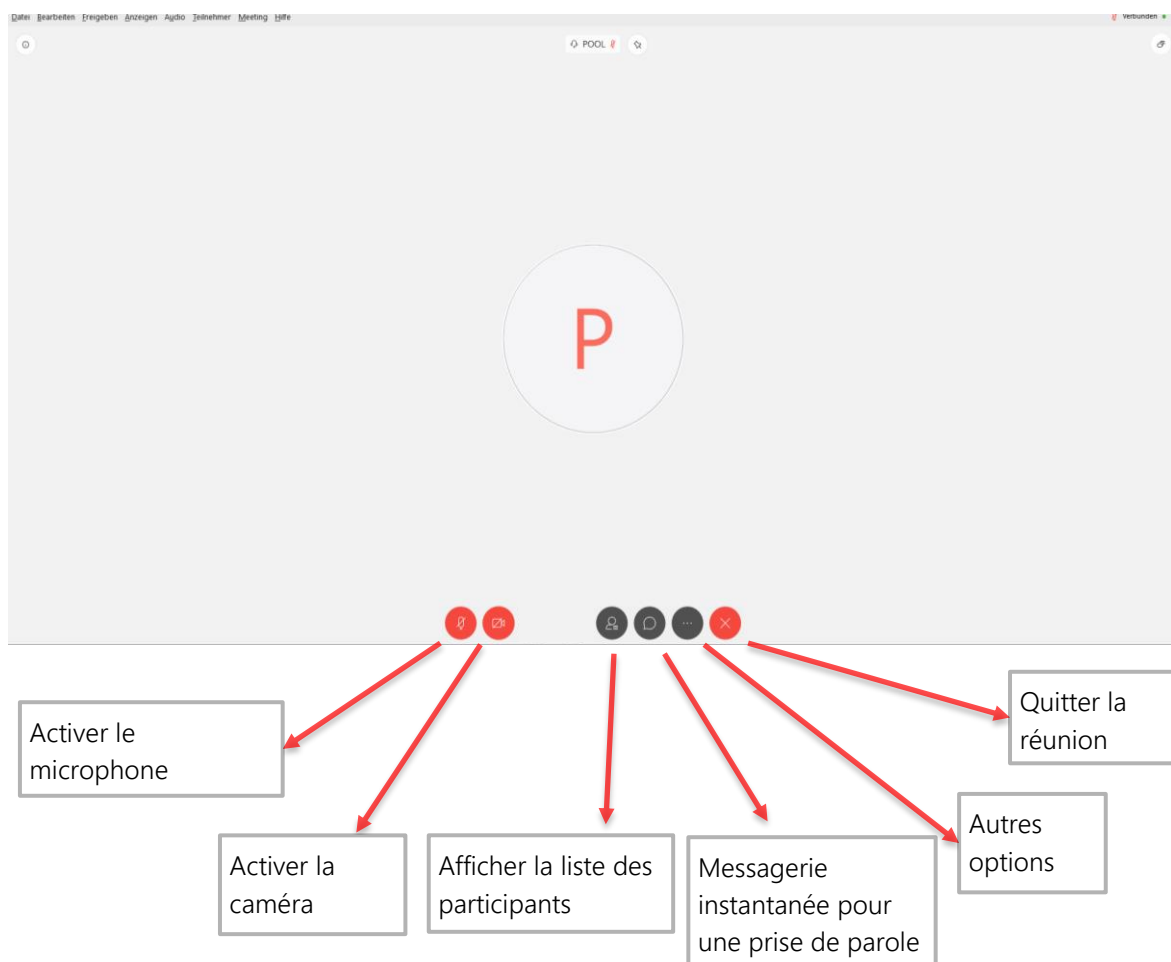 Datei Bearbeiten Freigeben Anzeigen Audio Teilnehmer Meeting Hilfe
Verbunden
POOL
P
Activer le
microphone
Activer la
caméra
Afficher la liste des
participants
Messagerie
instantanée pour
une prise de parole
Autres
options
Quitter la
réunion